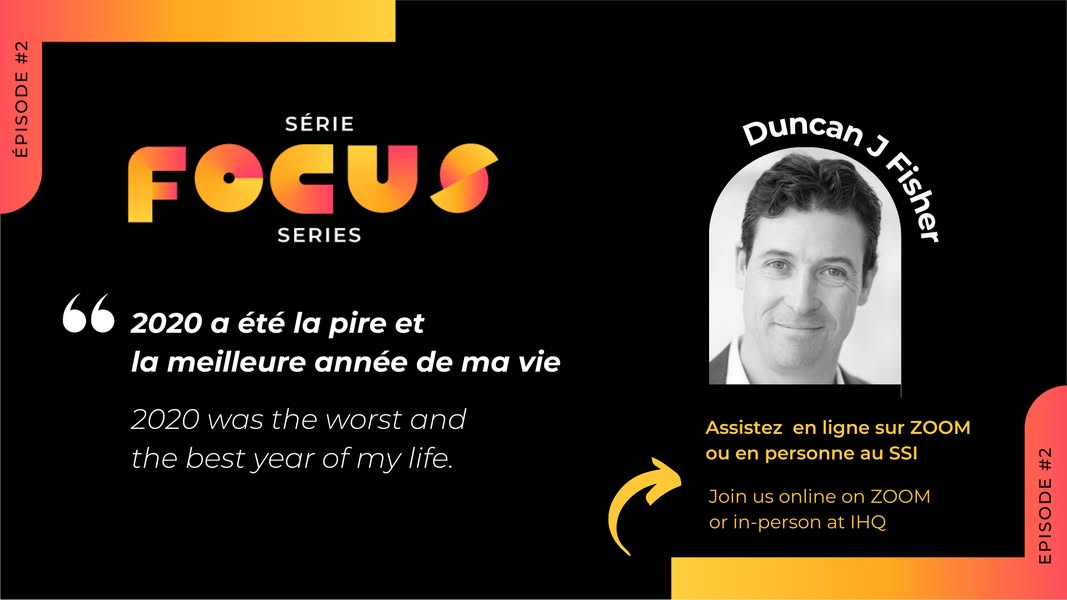 ÉPISODE #2
SÉRIE
FOCUS
SERIES
“ 2020 a été la pire et
la meilleure année de ma vie
2020 was the worst and
the best year of my life.
Duncan J Fisher
Assistez en ligne sur ZOOM
ou en personne au SSI
Join us online on ZOOM
or in-person at IHQ
EPISODE #2